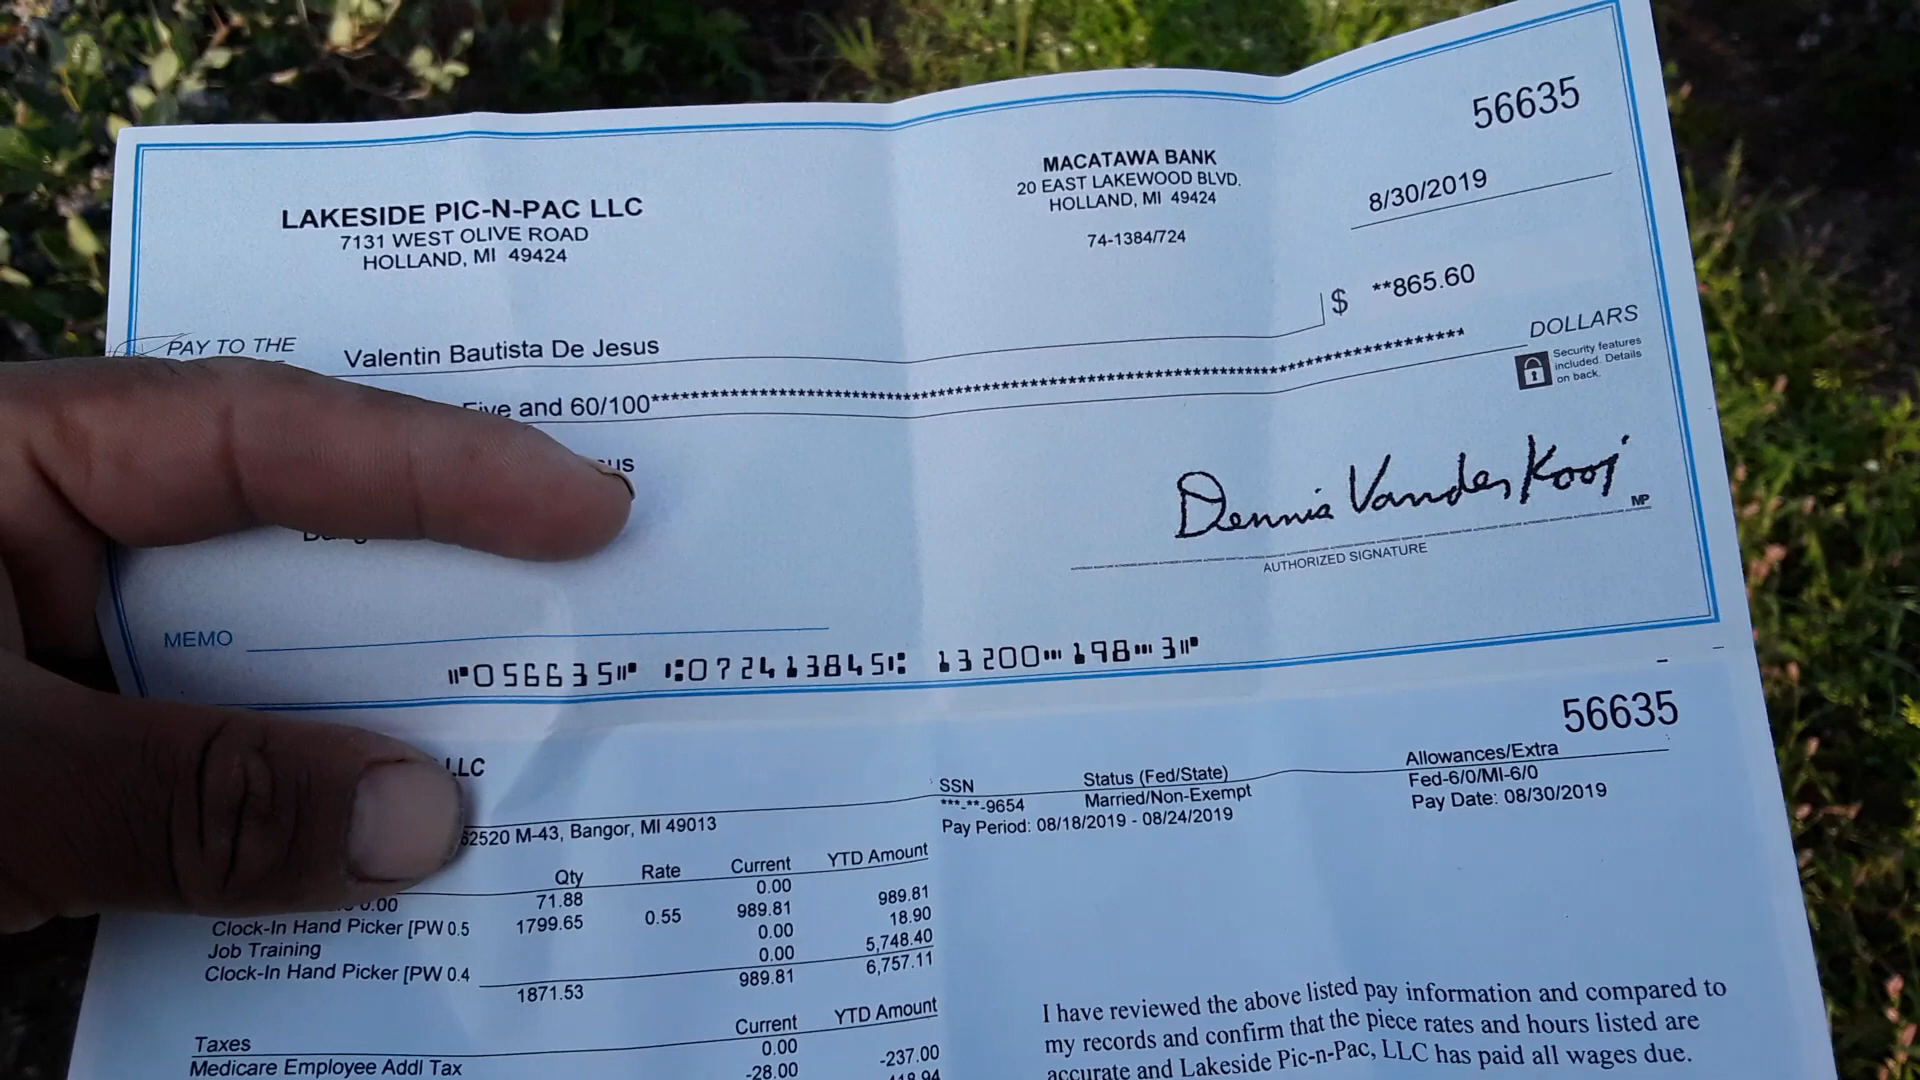 56635
LAKESIDE PIC-N-PAC LLC
7131 WEST OLIVE ROAD
HOLLAND, MI 49424
MACATAWA BANK
20 EAST LAKEWOOD BLVD.
HOLLAND, MI 49424
74-1384/724
8/30/2019
PAY TO THE
Valentin Bautista De Jesus
$ **865.60
Five and 60/100**********
DOLLARS
Security features
included. Details
on back.
Dennis VanderKooi
MP
AUTHORIZED SIGNATURE
MEMO
⑈056635⑈ ⑆072413845⑆ 13200⑉198⑉3⑈
56635
LLC
62520 M-43, Bangor, MI 49013
SSN Status (Fed/State) Allowances/Extra
***-**-9654 Married/Non-Exempt Fed-6/0/MI-6/0
Pay Period: 08/18/2019 - 08/24/2019 Pay Date: 08/30/2019
Qty Rate Current YTD Amount
0.00 71.88 0.00
Clock-In Hand Picker [PW 0.5 1799.65 0.55 989.81 989.81
Job Training 0.00 18.90
Clock-In Hand Picker [PW 0.4 0.00 5,748.40
1871.53 989.81 6,757.11
Taxes Current YTD Amount
Medicare Employee Addl Tax 0.00
-28.00 -237.00
I have reviewed the above listed pay information and compared to
my records and confirm that the piece rates and hours listed are
accurate and Lakeside Pic-n-Pac, LLC has paid all wages due.